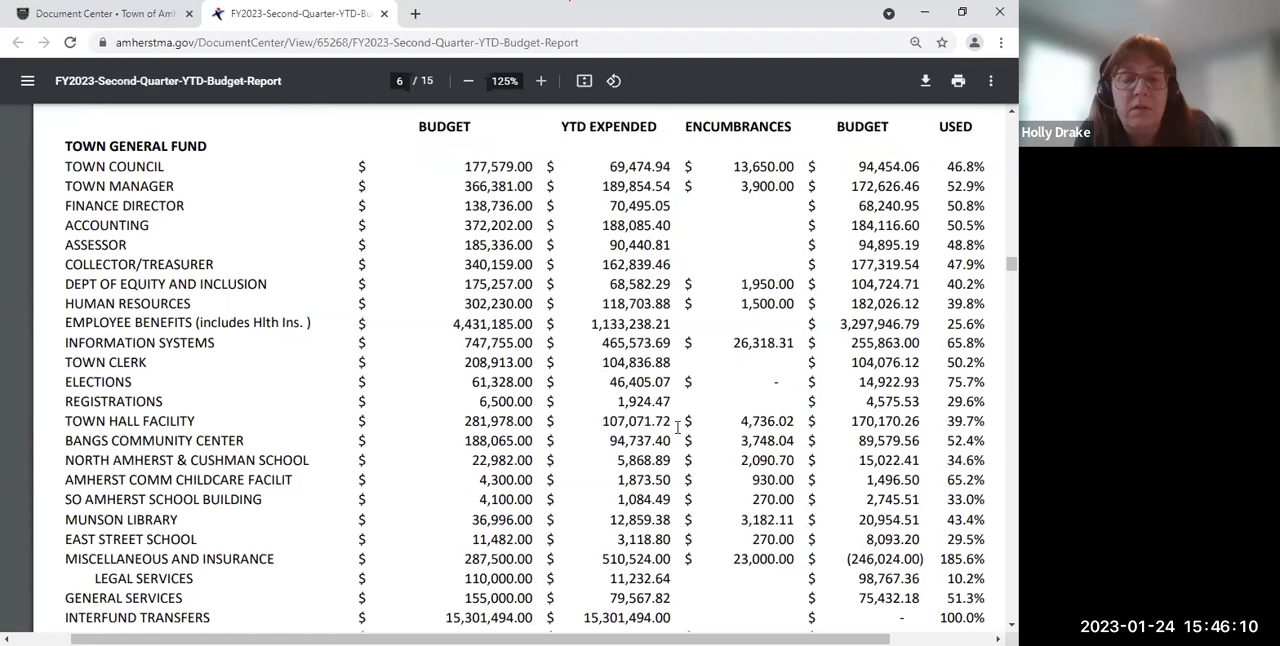 Document Center • Town of Amh
FY2023-Second-Quarter-YTD-Bu
amherstma.gov/DocumentCenter/View/65268/FY2023-Second-Quarter-YTD-Budget-Report
FY2023-Second-Quarter-YTD-Budget-Report 6 / 15 125%
BUDGET YTD EXPENDED ENCUMBRANCES BUDGET USED
TOWN GENERAL FUND
TOWN COUNCIL $ 177,579.00 $ 69,474.94 $ 13,650.00 $ 94,454.06 46.8%
TOWN MANAGER $ 366,381.00 $ 189,854.54 $ 3,900.00 $ 172,626.46 52.9%
FINANCE DIRECTOR $ 138,736.00 $ 70,495.05 $ 68,240.95 50.8%
ACCOUNTING $ 372,202.00 $ 188,085.40 $ 184,116.60 50.5%
ASSESSOR $ 185,336.00 $ 90,440.81 $ 94,895.19 48.8%
COLLECTOR/TREASURER $ 340,159.00 $ 162,839.46 $ 177,319.54 47.9%
DEPT OF EQUITY AND INCLUSION $ 175,257.00 $ 68,582.29 $ 1,950.00 $ 104,724.71 40.2%
HUMAN RESOURCES $ 302,230.00 $ 118,703.88 $ 1,500.00 $ 182,026.12 39.8%
EMPLOYEE BENEFITS (includes Hlth Ins. ) $ 4,431,185.00 $ 1,133,238.21 $ 3,297,946.79 25.6%
INFORMATION SYSTEMS $ 747,755.00 $ 465,573.69 $ 26,318.31 $ 255,863.00 65.8%
TOWN CLERK $ 208,913.00 $ 104,836.88 $ 104,076.12 50.2%
ELECTIONS $ 61,328.00 $ 46,405.07 $ - $ 14,922.93 75.7%
REGISTRATIONS $ 6,500.00 $ 1,924.47 $ 4,575.53 29.6%
TOWN HALL FACILITY $ 281,978.00 $ 107,071.72 $ 4,736.02 $ 170,170.26 39.7%
BANGS COMMUNITY CENTER $ 188,065.00 $ 94,737.40 $ 3,748.04 $ 89,579.56 52.4%
NORTH AMHERST & CUSHMAN SCHOOL $ 22,982.00 $ 5,868.89 $ 2,090.70 $ 15,022.41 34.6%
AMHERST COMM CHILDCARE FACILIT $ 4,300.00 $ 1,873.50 $ 930.00 $ 1,496.50 65.2%
SO AMHERST SCHOOL BUILDING $ 4,100.00 $ 1,084.49 $ 270.00 $ 2,745.51 33.0%
MUNSON LIBRARY $ 36,996.00 $ 12,859.38 $ 3,182.11 $ 20,954.51 43.4%
EAST STREET SCHOOL $ 11,482.00 $ 3,118.80 $ 270.00 $ 8,093.20 29.5%
MISCELLANEOUS AND INSURANCE $ 287,500.00 $ 510,524.00 $ 23,000.00 $ (246,024.00) 185.6%
LEGAL SERVICES $ 110,000.00 $ 11,232.64 $ 98,767.36 10.2%
GENERAL SERVICES $ 155,000.00 $ 79,567.82 $ 75,432.18 51.3%
INTERFUND TRANSFERS $ 15,301,494.00 $ 15,301,494.00 $ - 100.0%
Holly Drake
2023-01-24 15:46:10